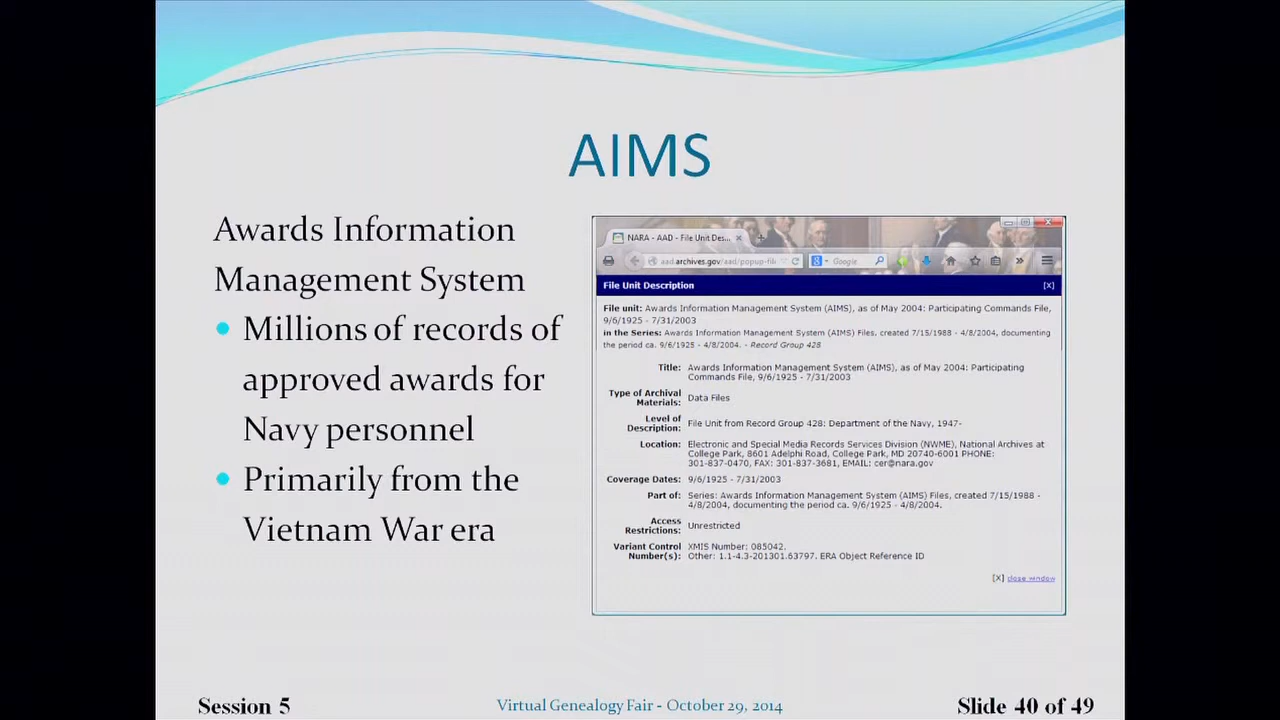 AIMS
Awards Information
Management System
Millions of records of
approved awards for
Navy personnel
Primarily from the
Vietnam War era
NARA - AAD - File Unit Des...
aad.archives.gov/aad/popup-fil
Google
File Unit Description
[X]
File unit: Awards Information Management System (AIMS), as of May 2004: Participating Commands File,
9/6/1925 - 7/31/2003
in the Series: Awards Information Management System (AIMS) Files, created 7/15/1988 - 4/8/2004, documenting
the period ca. 9/6/1925 - 4/8/2004. - Record Group 428
Title: Awards Information Management System (AIMS), as of May 2004: Participating
Commands File, 9/6/1925 - 7/31/2003
Type of Archival
Materials: Data Files
Level of
Description: File Unit from Record Group 428: Department of the Navy, 1947-
Location: Electronic and Special Media Records Services Division (NWME), National Archives at
College Park, 8601 Adelphi Road, College Park, MD 20740-6001 PHONE:
301-837-0470, FAX: 301-837-3681, EMAIL: cer@nara.gov
Coverage Dates: 9/6/1925 - 7/31/2003
Part of: Series: Awards Information Management System (AIMS) Files, created 7/15/1988 -
4/8/2004, documenting the period ca. 9/6/1925 - 4/8/2004.
Access
Restrictions: Unrestricted
Variant Control
Number(s): XMIS Number: 085042.
Other: 1.1-4.3-201301.63797. ERA Object Reference ID
[X] close window
Session 5
Virtual Genealogy Fair - October 29, 2014
Slide 40 of 49